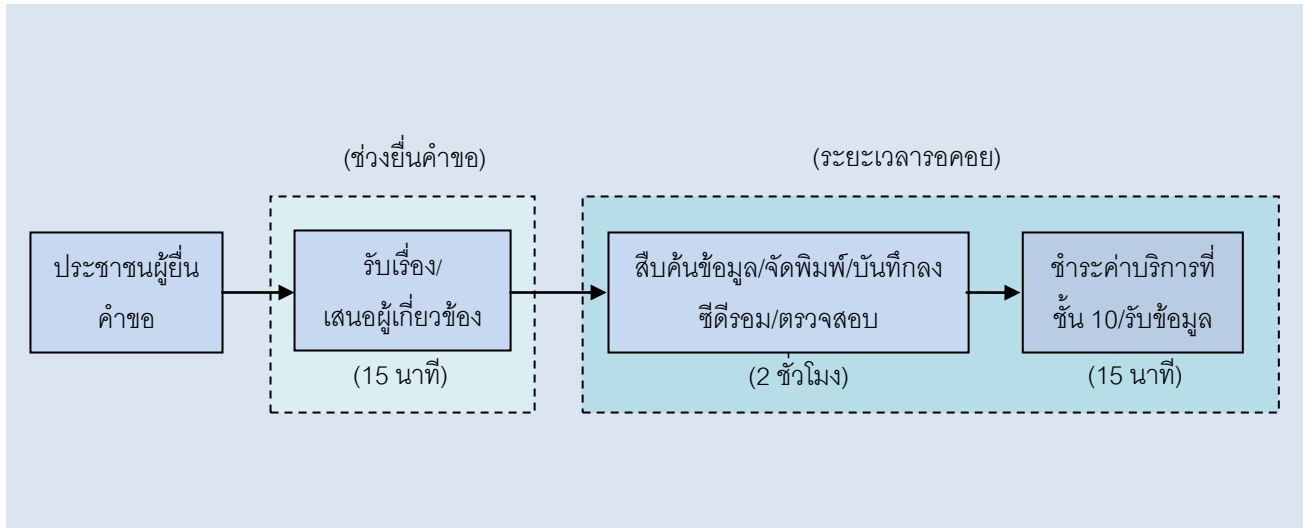 (ช่วงยื่นคำขอ)
(ระยะเวลารอคอย)
ประชาชนผู้ยื่น
คำขอ
รับเรื่อง/
เสนอผู้เกี่ยวข้อง
(15 นาที)
สืบค้นข้อมูล/จัดพิมพ์/บันทึกลง
ซีดีรอม/ตรวจสอบ
(2 ชั่วโมง)
ชำระค่าบริการที่
ชั้น 10/รับข้อมูล
(15 นาที)